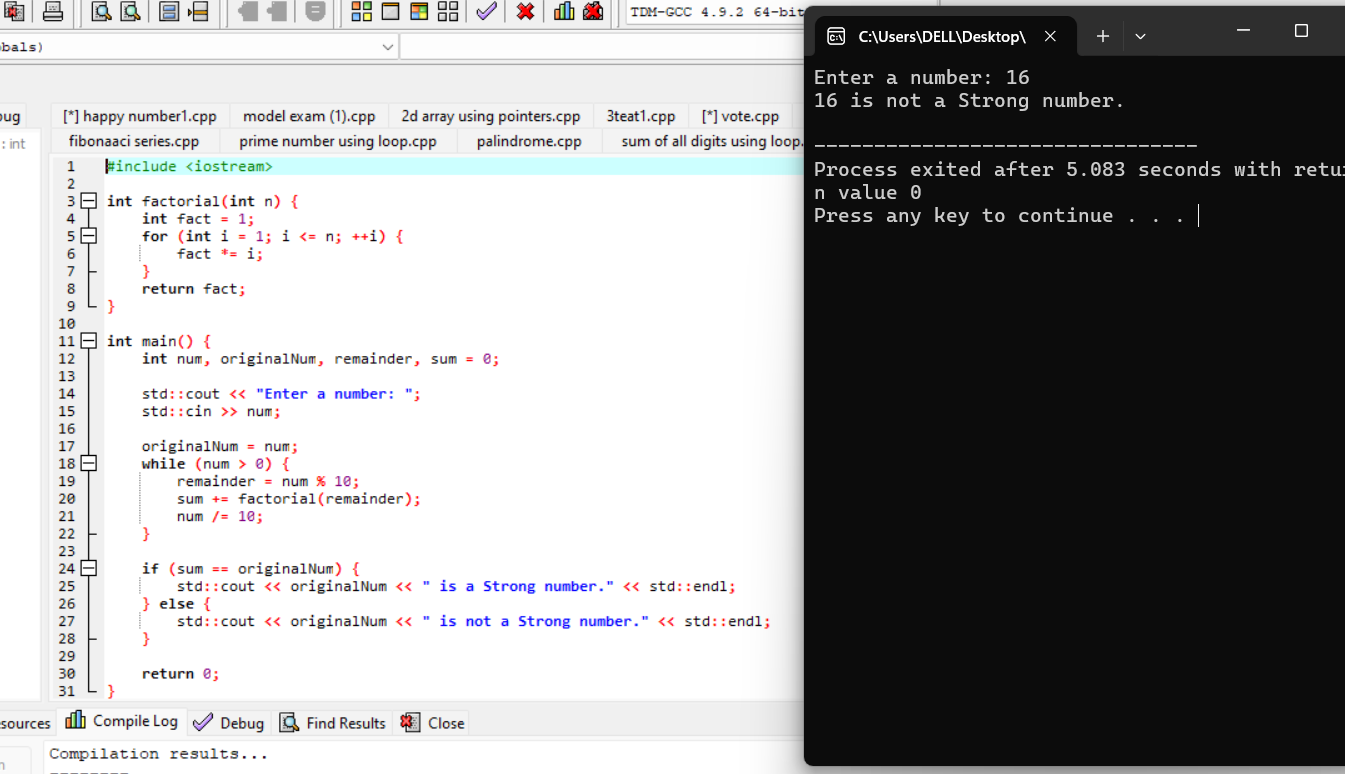 TDM-GCC 4.9.2 64-bit
bals)
C:\Users\DELL\Desktop\
bug
[*] happy number1.cpp
model exam (1).cpp
2d array using pointers.cpp
3teat1.cpp
[*] vote.cpp
: int
fibonaaci series.cpp
prime number using loop.cpp
palindrome.cpp
sum of all digits using loop.
1 #include <iostream>
2
3 int factorial(int n) {
4 int fact = 1;
5 for (int i = 1; i <= n; ++i) {
6 fact *= i;
7 }
8 return fact;
9 }
10
11 int main() {
12 int num, originalNum, remainder, sum = 0;
13
14 std::cout << "Enter a number: ";
15 std::cin >> num;
16
17 originalNum = num;
18 while (num > 0) {
19 remainder = num % 10;
20 sum += factorial(remainder);
21 num /= 10;
22 }
23
24 if (sum == originalNum) {
25 std::cout << originalNum << " is a Strong number." << std::endl;
26 } else {
27 std::cout << originalNum << " is not a Strong number." << std::endl;
28 }
29
30 return 0;
31 }
sources
Compile Log
Debug
Find Results
Close
Compilation results...
--------
Enter a number: 16
16 is not a Strong number.
--------------------------------
Process exited after 5.083 seconds with retur
n value 0
Press any key to continue . . .